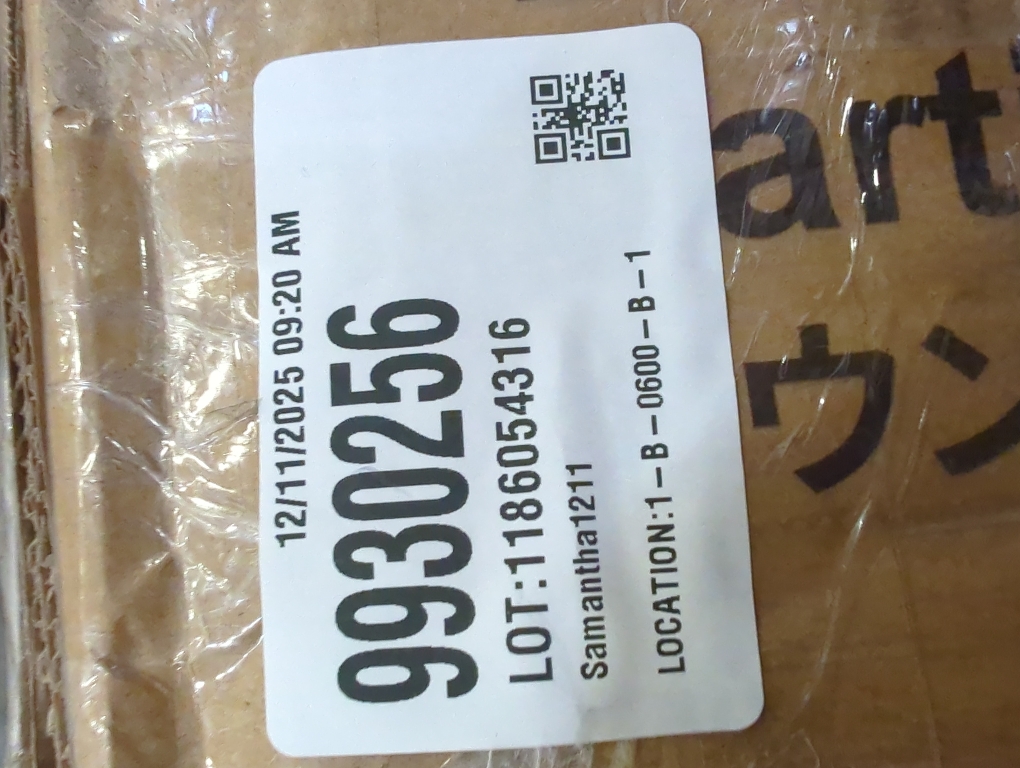 12/11/2025 09:20 AM
9930256
LOT:1186054316
Samantha1211
LOCATION:1-B-0600-B-1
art
ウン